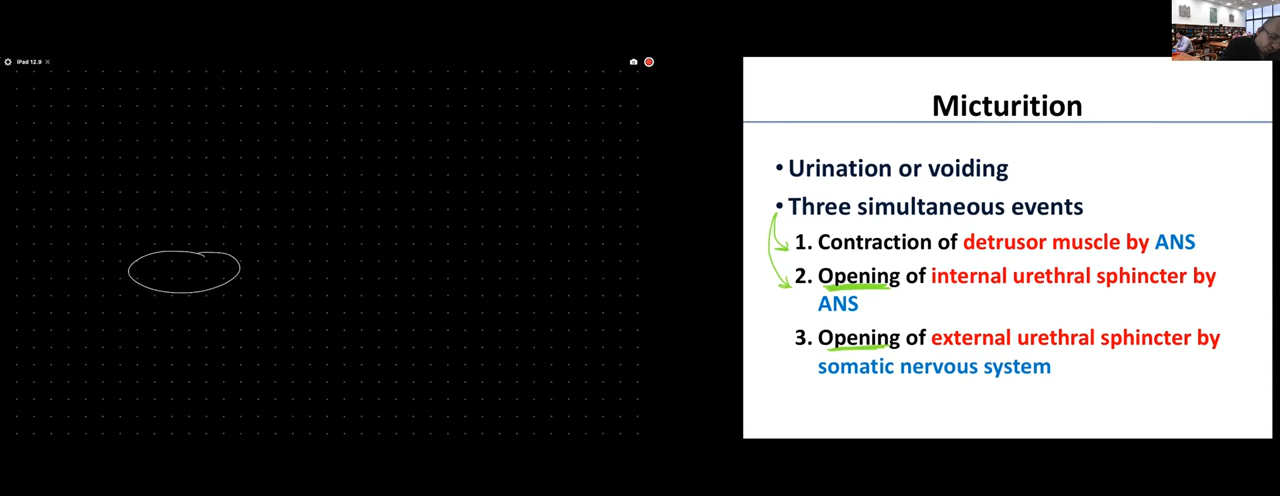 iPad 12.9 ×
Micturition
• Urination or voiding
• Three simultaneous events
1. Contraction of detrusor muscle by ANS
2. Opening of internal urethral sphincter by
ANS
3. Opening of external urethral sphincter by
somatic nervous system